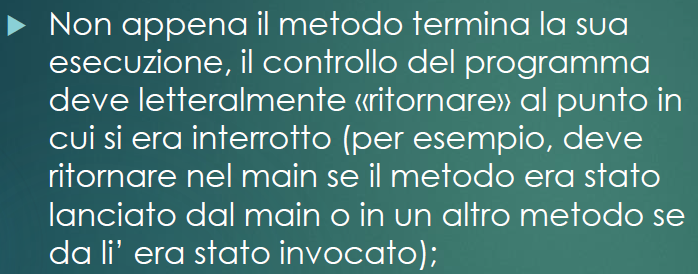 Non appena il metodo termina la sua
esecuzione, il controllo del programma
deve letteralmente «ritornare» al punto in
cui si era interrotto (per esempio, deve
ritornare nel main se il metodo era stato
lanciato dal main o in un altro metodo se
da li’ era stato invocato);